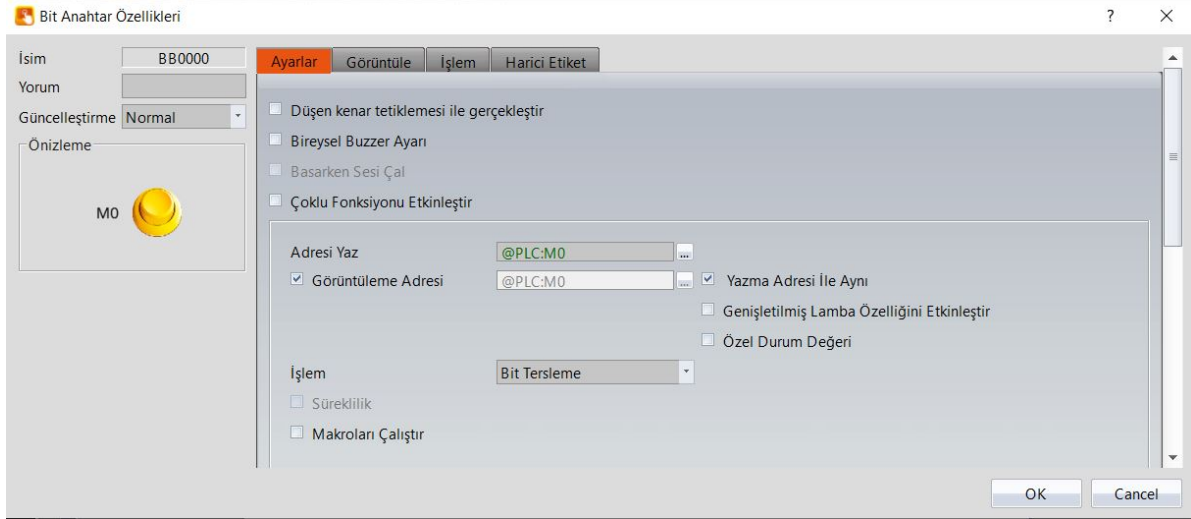 Bit Anahtar Özellikleri
?
İsim BB0000
Yorum
Güncelleştirme Normal
Önizleme
M0
Ayarlar Görüntüle İşlem Harici Etiket
Düşen kenar tetiklemesi ile gerçekleştir
Bireysel Buzzer Ayarı
Basarken Sesi Çal
Çoklu Fonksiyonu Etkinleştir
Adresi Yaz @PLC:M0 ...
Görüntüleme Adresi @PLC:M0 ... Yazma Adresi İle Aynı
Genişletilmiş Lamba Özelliğini Etkinleştir
Özel Durum Değeri
İşlem Bit Tersleme
Süreklilik
Makroları Çalıştır
OK Cancel